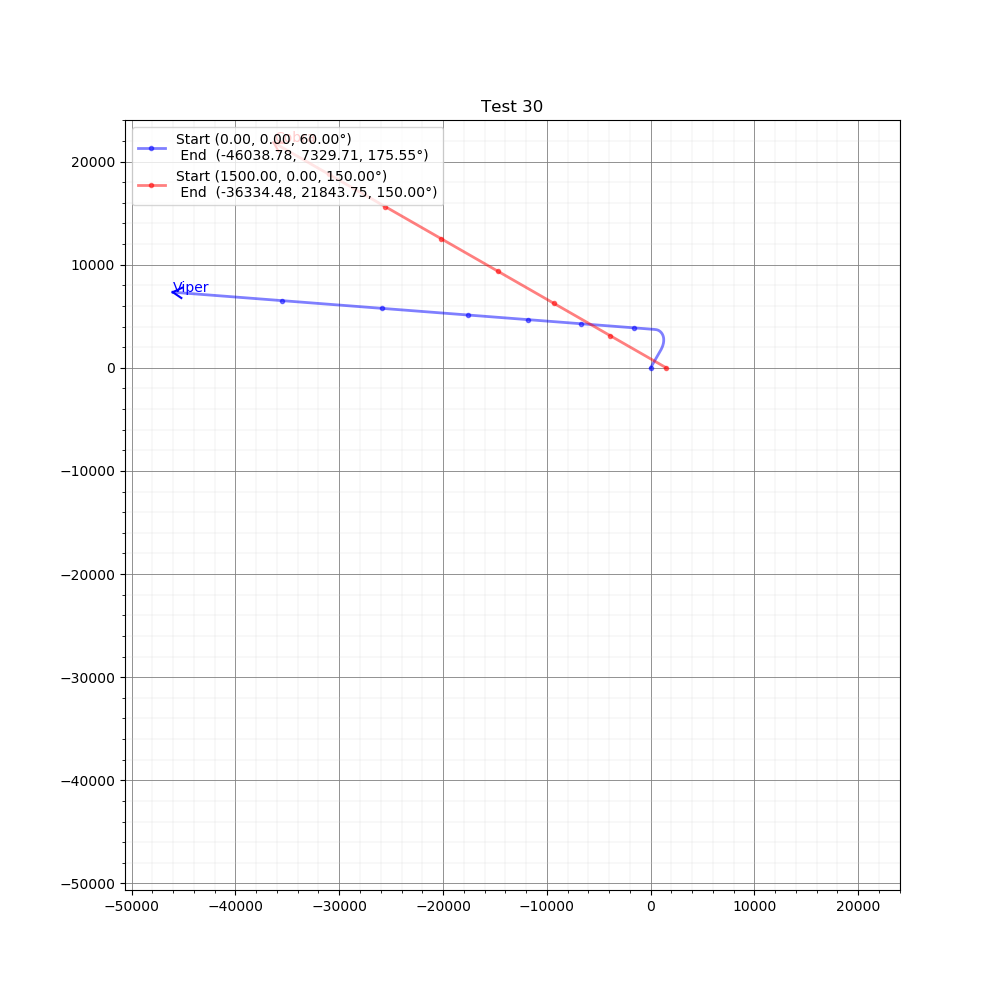 Test 30
Start (0.00, 0.00, 60.00°)
End (-46038.78, 7329.71, 175.55°)
Start (1500.00, 0.00, 150.00°)
End (-36334.48, 21843.75, 150.00°)
Viper
20000
10000
0
−10000
−20000
−30000
−40000
−50000
−50000 −40000 −30000 −20000 −10000 0 10000 20000